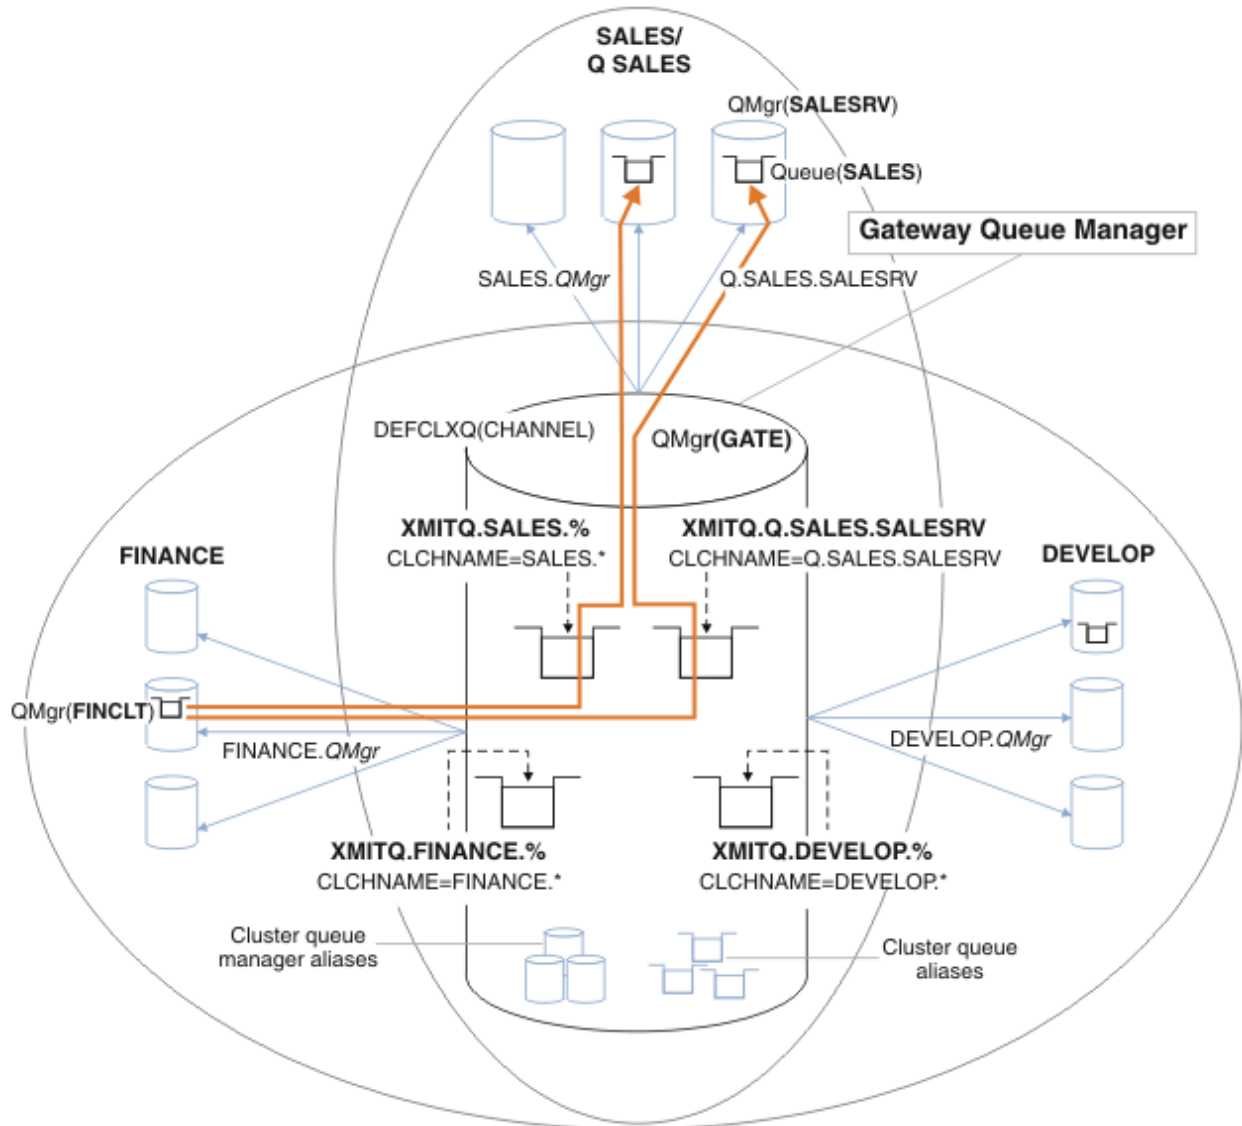 SALES/
Q SALES
QMgr(SALESRV)
Queue(SALES)
Gateway Queue Manager
SALES.QMgr
Q.SALES.SALESRV
DEFCLXQ(CHANNEL)
QMgr(GATE)
XMITQ.SALES.%
CLCHNAME=SALES.*
XMITQ.Q.SALES.SALESRV
CLCHNAME=Q.SALES.SALESRV
FINANCE
DEVELOP
QMgr(FINCLT)
FINANCE.QMgr
DEVELOP.QMgr
XMITQ.FINANCE.%
CLCHNAME=FINANCE.*
XMITQ.DEVELOP.%
CLCHNAME=DEVELOP.*
Cluster queue
manager aliases
Cluster queue
aliases